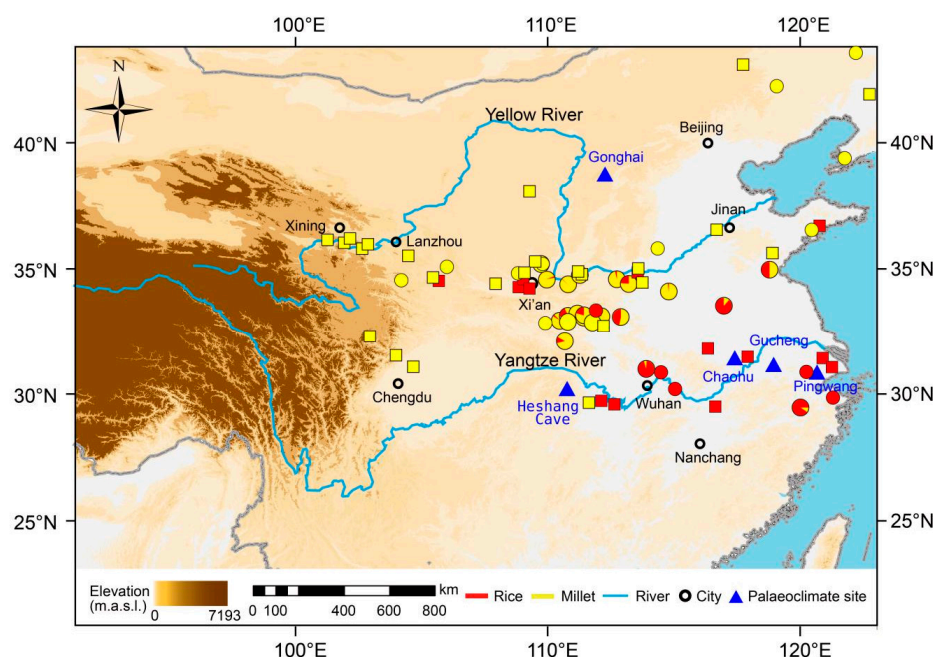 100°E 110°E 120°E
N
Yellow River
Beijing
40°N 40°N
Gonghai
Xining
Jinan
Lanzhou
35°N 35°N
Xi'an
Gucheng
Yangtze River
Chaohu
Pingwang
Chengdu
30°N 30°N
Heshang
Cave
Wuhan
Nanchang
25°N 25°N
Elevation
(m.a.s.l.)
0 7193
km
0 100 400 600 800
Rice Millet River City Palaeoclimate site
100°E 110°E 120°E